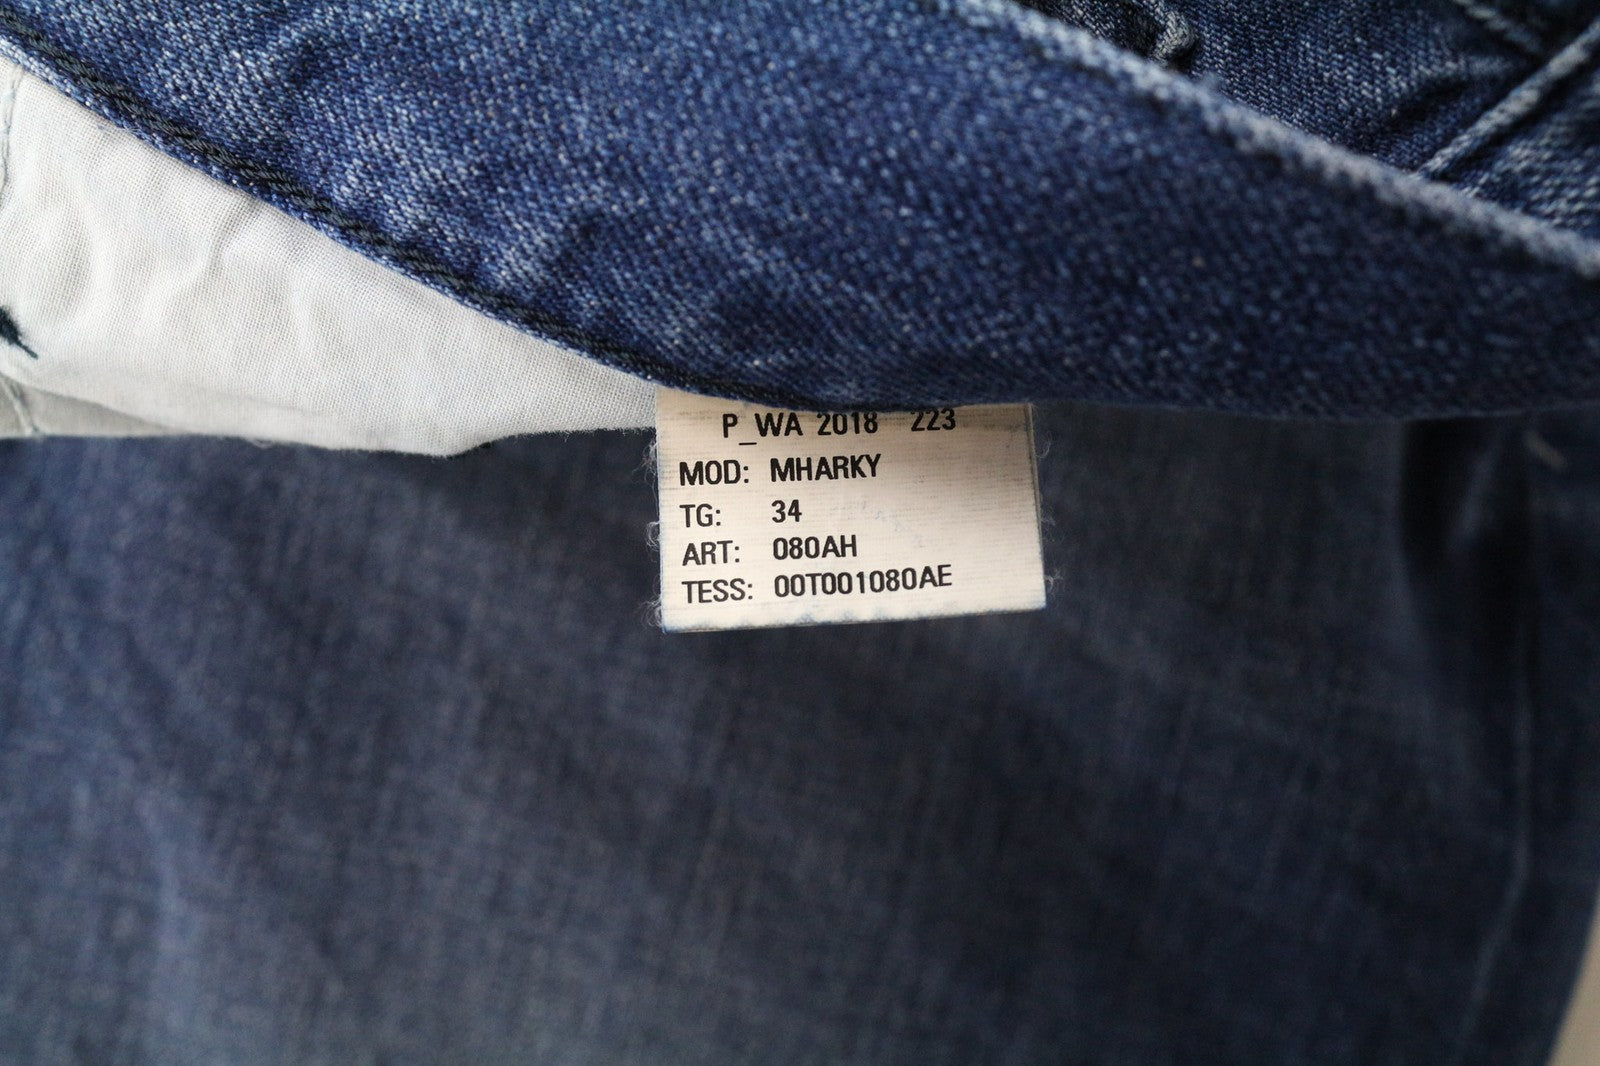 P_WA 2018 223
MOD: MHARKY
TG: 34
ART: 080AH
TESS: 00T001080AE